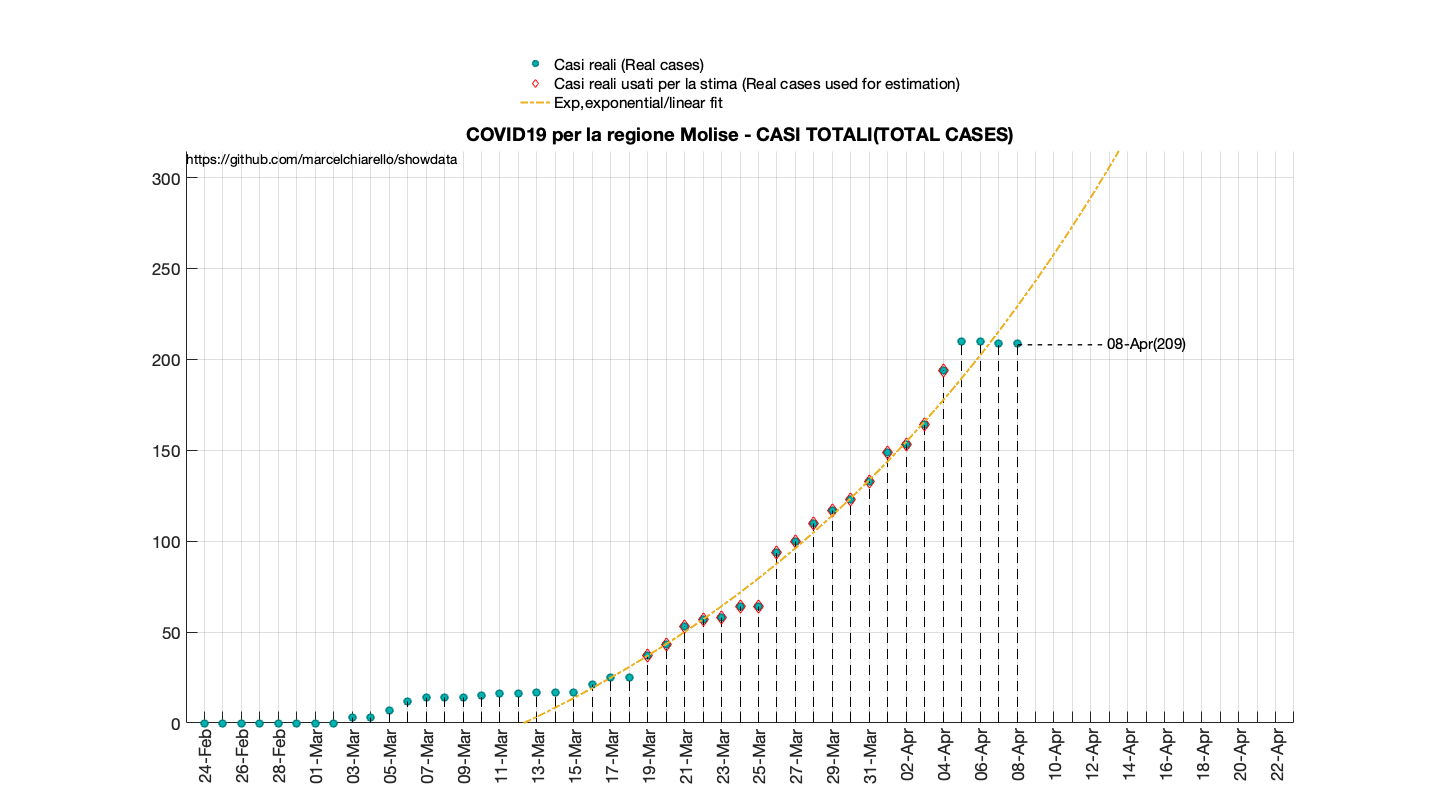 Casi reali (Real cases)
Casi reali usati per la stima (Real cases used for estimation)
Exp,exponential/linear fit
COVID19 per la regione Molise - CASI TOTALI(TOTAL CASES)
https://github.com/marcelchiarello/showdata
300
250
200
150
100
50
0
08-Apr(209)
24-Feb
26-Feb
28-Feb
01-Mar
03-Mar
05-Mar
07-Mar
09-Mar
11-Mar
13-Mar
15-Mar
17-Mar
19-Mar
21-Mar
23-Mar
25-Mar
27-Mar
29-Mar
31-Mar
02-Apr
04-Apr
06-Apr
08-Apr
10-Apr
12-Apr
14-Apr
16-Apr
18-Apr
20-Apr
22-Apr